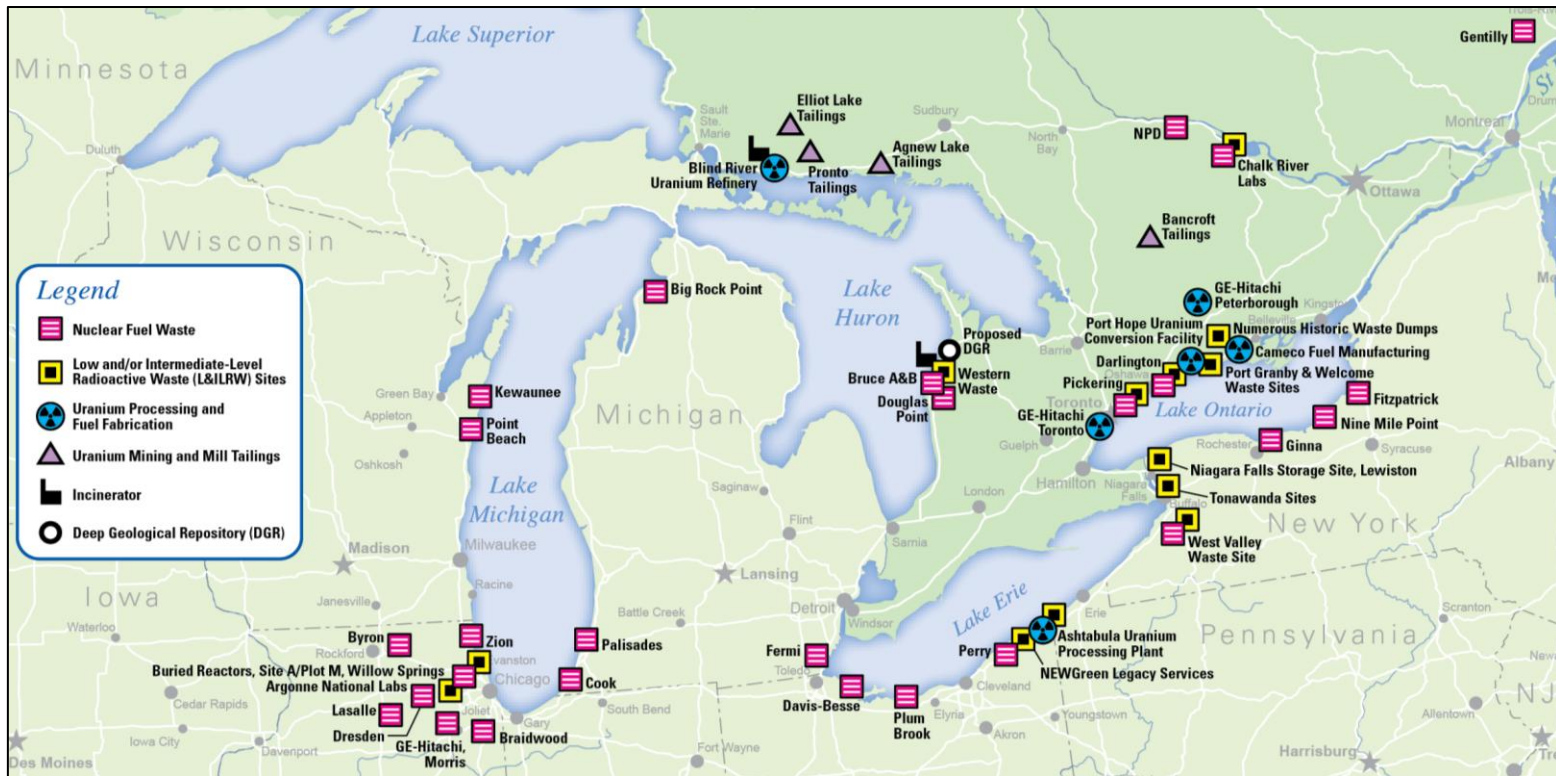 Lake Superior
Minnesota
Duluth
Wisconsin
Sault
Ste.
Marie
Elliot Lake
Tailings
Sudbury
Blind River
Uranium Refinery
Pronto
Tailings
Agnew Lake
Tailings
North
Bay
NPD
Chalk River
Labs
Gentilly
Montreal
Ottawa
Bancroft
Tailings
Legend
Nuclear Fuel Waste
Low and/or Intermediate-Level
Radioactive Waste (L&ILRW) Sites
Uranium Processing and
Fuel Fabrication
Uranium Mining and Mill Tailings
Incinerator
Deep Geological Repository (DGR)
Big Rock Point
Lake
Huron
Proposed
DGR
Western
Waste
Bruce A&B
Douglas
Point
Barrie
GE-Hitachi
Peterborough
Kingston
Belleville
Port Hope Uranium
Conversion Facility
Numerous Historic Waste Dumps
Cameco Fuel Manufacturing
Darlington
Oshawa
Port Granby & Welcome
Waste Sites
Pickering
Toronto
GE-Hitachi
Toronto
Lake Ontario
Fitzpatrick
Nine Mile Point
Ginna
Rochester
Syracuse
Albany
Guelph
Hamilton
Niagara
Falls
Niagara Falls Storage Site, Lewiston
Tonawanda Sites
Buffalo
New York
West Valley
Waste Site
Green Bay
Kewaunee
Appleton
Point
Beach
Oshkosh
Michigan
Lake
Michigan
Saginaw
Flint
London
Sarnia
Madison
Milwaukee
Racine
Lansing
Iowa
Janesville
Battle Creek
Detroit
Windsor
Lake Erie
Erie
Scranton
Waterloo
Byron
Rockford
Zion
Palisades
Fermi
Toledo
Perry
Ashtabula Uranium
Processing Plant
NEWGreen Legacy Services
Pennsylvania
Buried Reactors, Site A/Plot M, Willow Springs
Argonne National Labs
vanston
Chicago
Cook
Davis-Besse
Cleveland
NJ
Cedar Rapids
Lasalle
Dresden
Joliet
Gary
South Bend
Plum
Brook
Elyria
Akron
Youngstown
Allentown
Iowa City
Davenport
GE-Hitachi,
Morris
Braidwood
Fort Wayne
Harrisburg
Des Moines